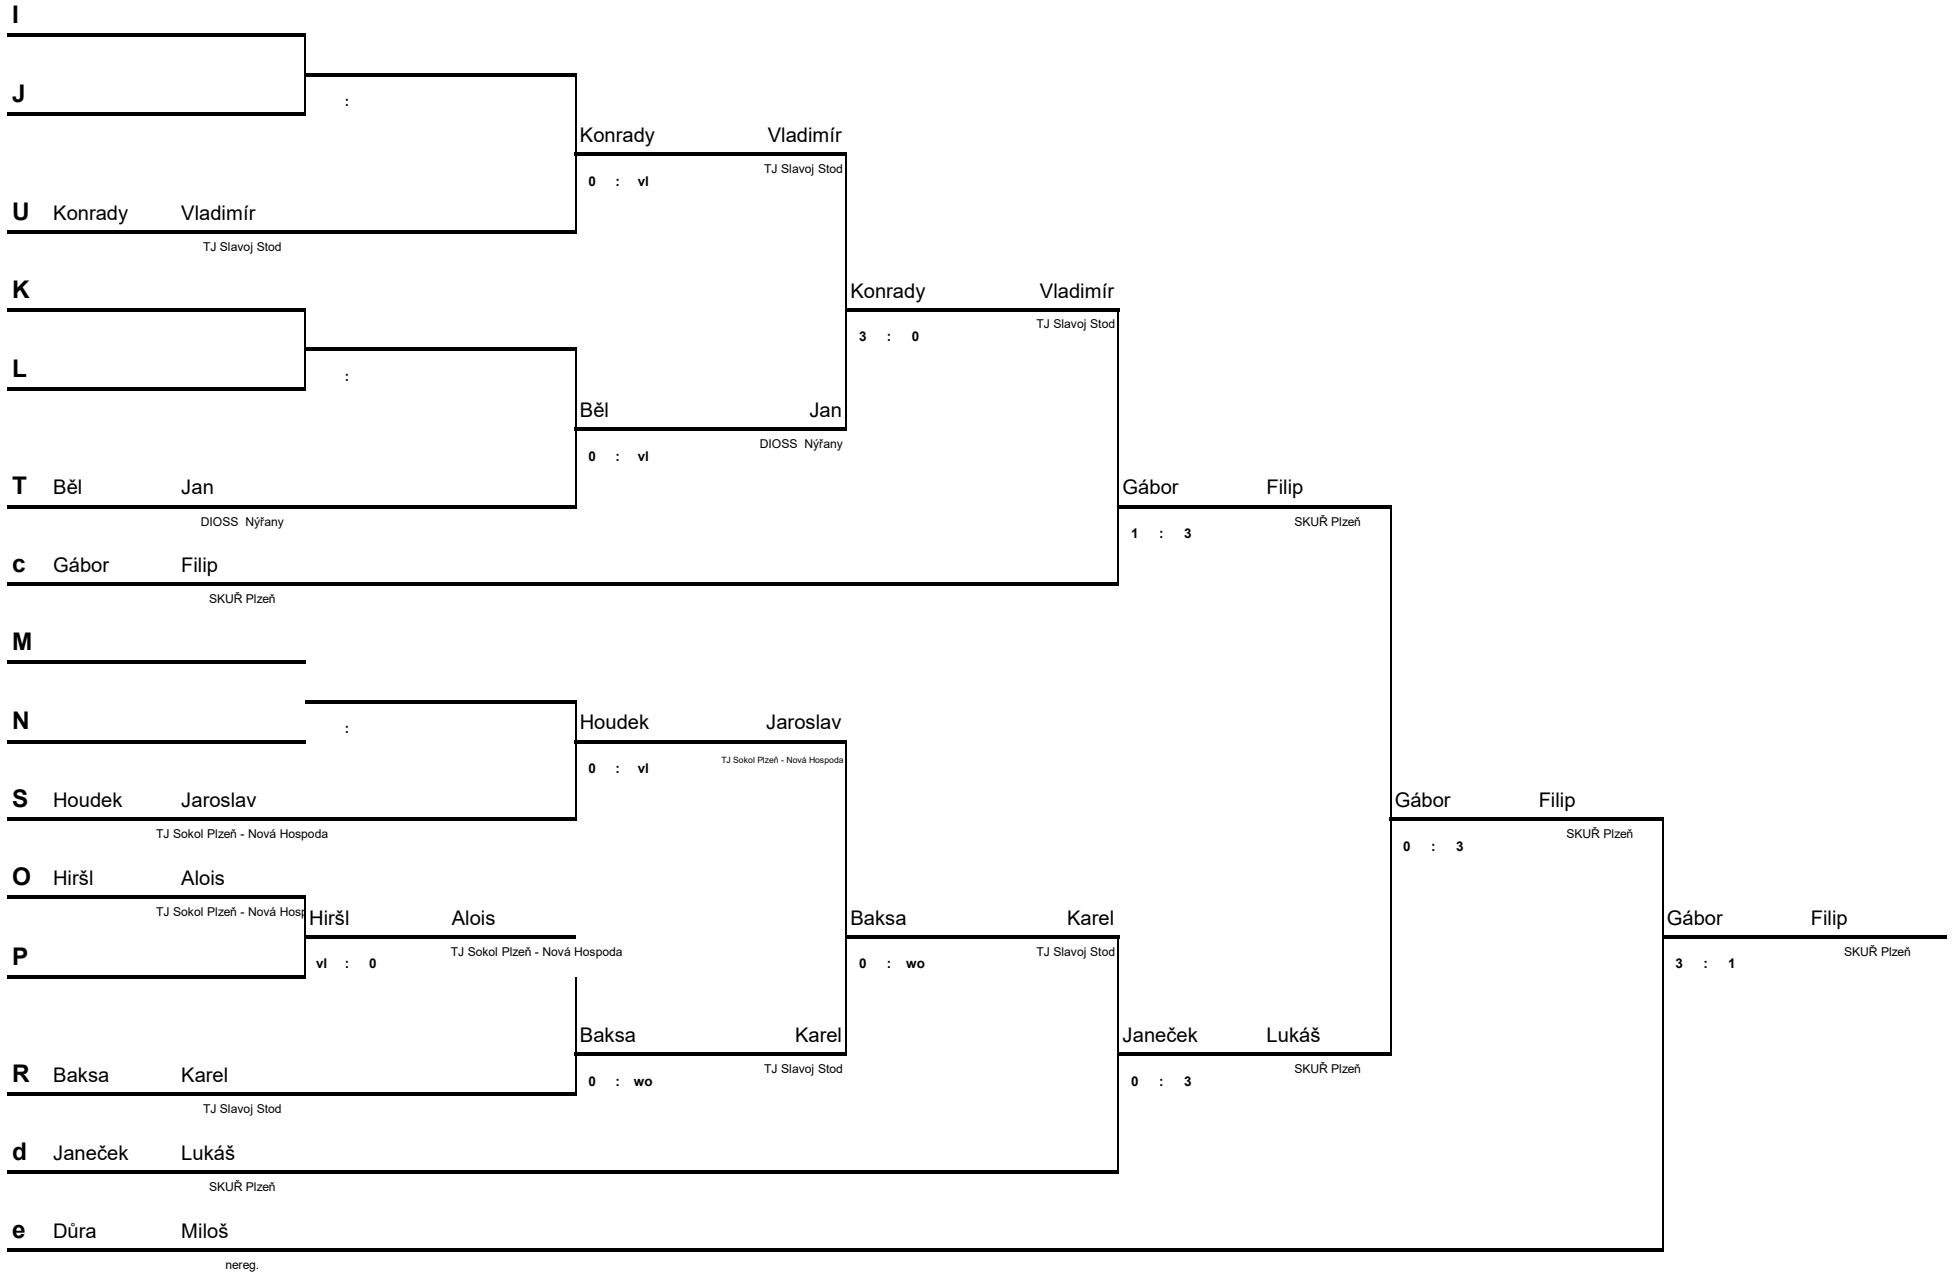 I
J
:
Konrady Vladimír
TJ Slavoj Stod
0 : vl
U Konrady Vladimír
TJ Slavoj Stod
K
Konrady Vladimír
TJ Slavoj Stod
3 : 0
L
:
Běl Jan
DIOSS Nýřany
0 : vl
T Běl Jan
DIOSS Nýřany
Gábor Filip
SKUŘ Plzeň
1 : 3
c Gábor Filip
SKUŘ Plzeň
M
N
:
Houdek Jaroslav
TJ Sokol Plzeň - Nová Hospoda
0 : vl
S Houdek Jaroslav
TJ Sokol Plzeň - Nová Hospoda
Gábor Filip
SKUŘ Plzeň
0 : 3
O Hiršl Alois
TJ Sokol Plzeň - Nová Hosp
Hiršl Alois
TJ Sokol Plzeň - Nová Hospoda
vl : 0
Baksa Karel
TJ Slavoj Stod
0 : wo
Gábor Filip
SKUŘ Plzeň
3 : 1
P
Baksa Karel
TJ Slavoj Stod
0 : wo
Janeček Lukáš
SKUŘ Plzeň
0 : 3
R Baksa Karel
TJ Slavoj Stod
d Janeček Lukáš
SKUŘ Plzeň
e Důra Miloš
nereg.